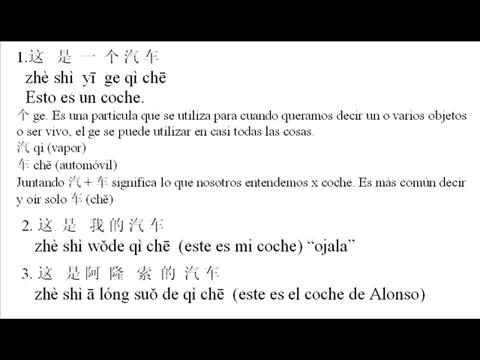 1.这 是 一 个 汽 车
zhè shì yī ge qì chē
Esto es un coche.
个 ge. Es una partícula que se utiliza para cuando queramos decir un o varios objetos
o ser vivo, el ge se puede utilizar en casi todas las cosas.
汽 qì (vapor)
车 chē (automóvil)
Juntando 汽 + 车 significa lo que nosotros entendemos x coche. Es más común decir
y oir solo 车 (chē)
2. 这 是 我 的 汽 车
zhè shì wǒde qì chē (este es mi coche) “ojala”
3. 这 是 阿 隆 索 的 汽 车
zhè shì ā lóng suǒ de qì chē (este es el coche de Alonso)